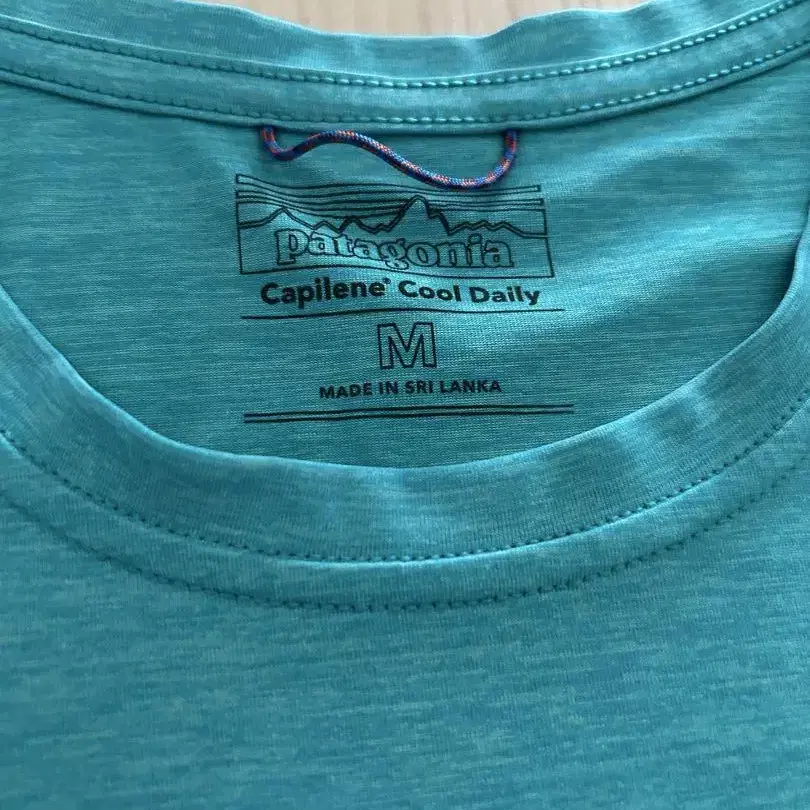 patagonia
Capilene® Cool Daily
M
MADE IN SRI LANKA